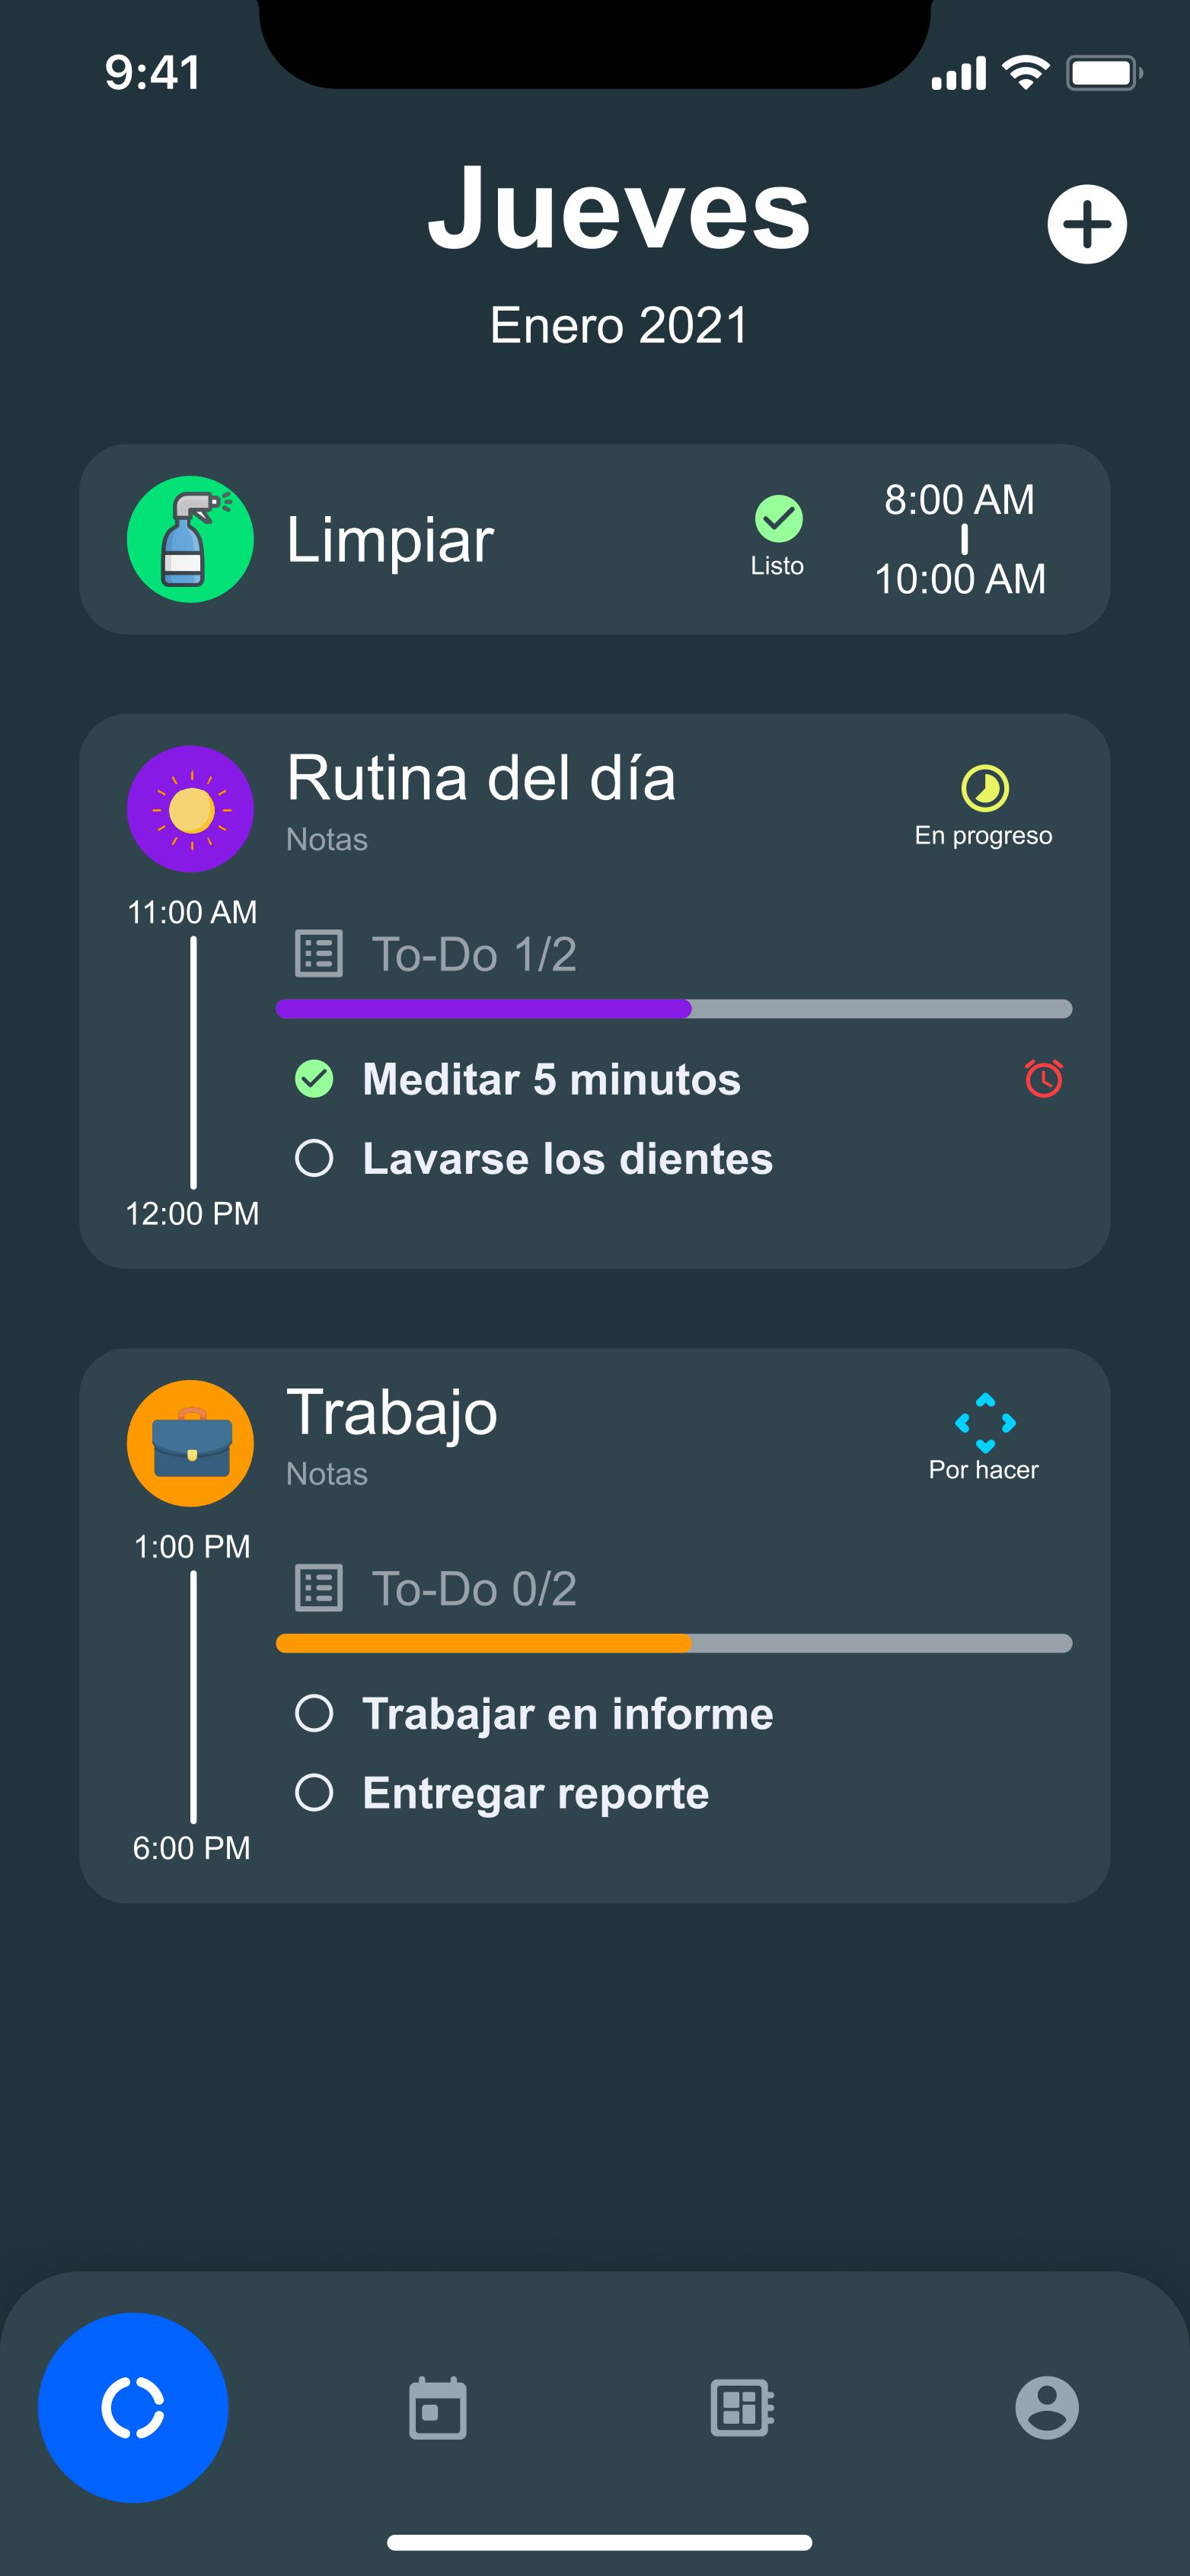 9:41
Jueves
Enero 2021
Limpiar
Listo
8:00 AM
10:00 AM
Rutina del día
Notas
En progreso
11:00 AM
To-Do 1/2
Meditar 5 minutos
Lavarse los dientes
12:00 PM
Trabajo
Notas
Por hacer
1:00 PM
To-Do 0/2
Trabajar en informe
Entregar reporte
6:00 PM